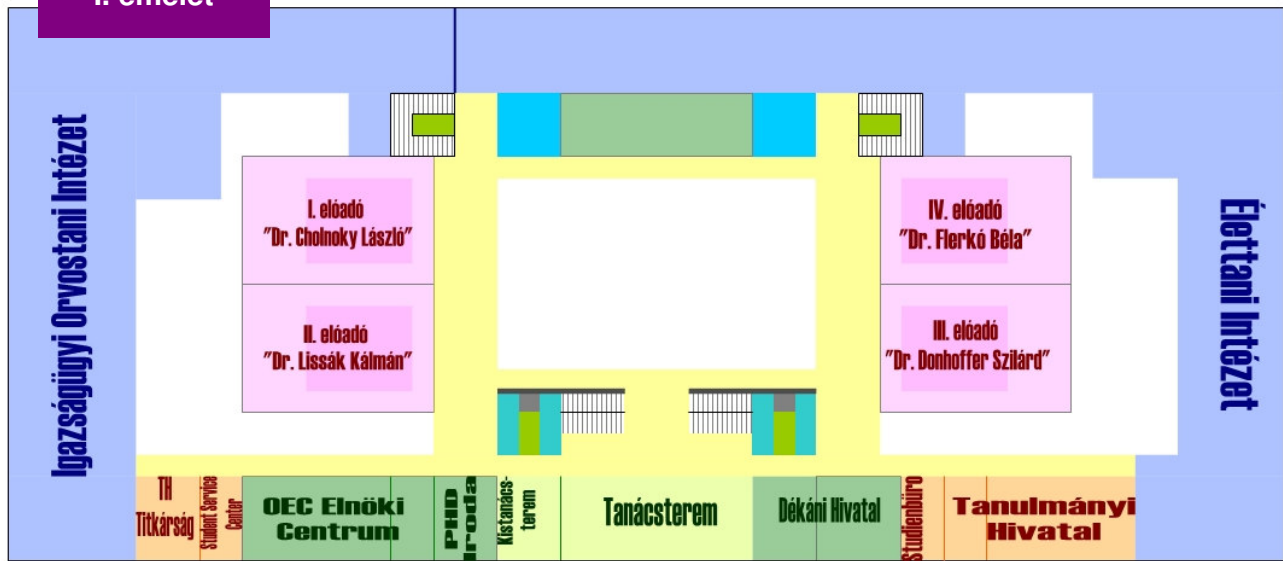 I. emelet
Igazságügyi Orvostani Intézet
I. előadó
"Dr. Cholnoky László"
II. előadó
"Dr. Lissák Kálmán"
IV. előadó
"Dr. Flerkó Béla"
III. előadó
"Dr. Donhoffer Szilárd"
Élettani Intézet
TH
Titkárság
Student Service
Center
OEC Elnöki
Centrum
PHD
Iroda
Kistanács-
terem
Tanácsterem
Dékáni Hivatal
Studienbüro
Tanulmányi
Hivatal